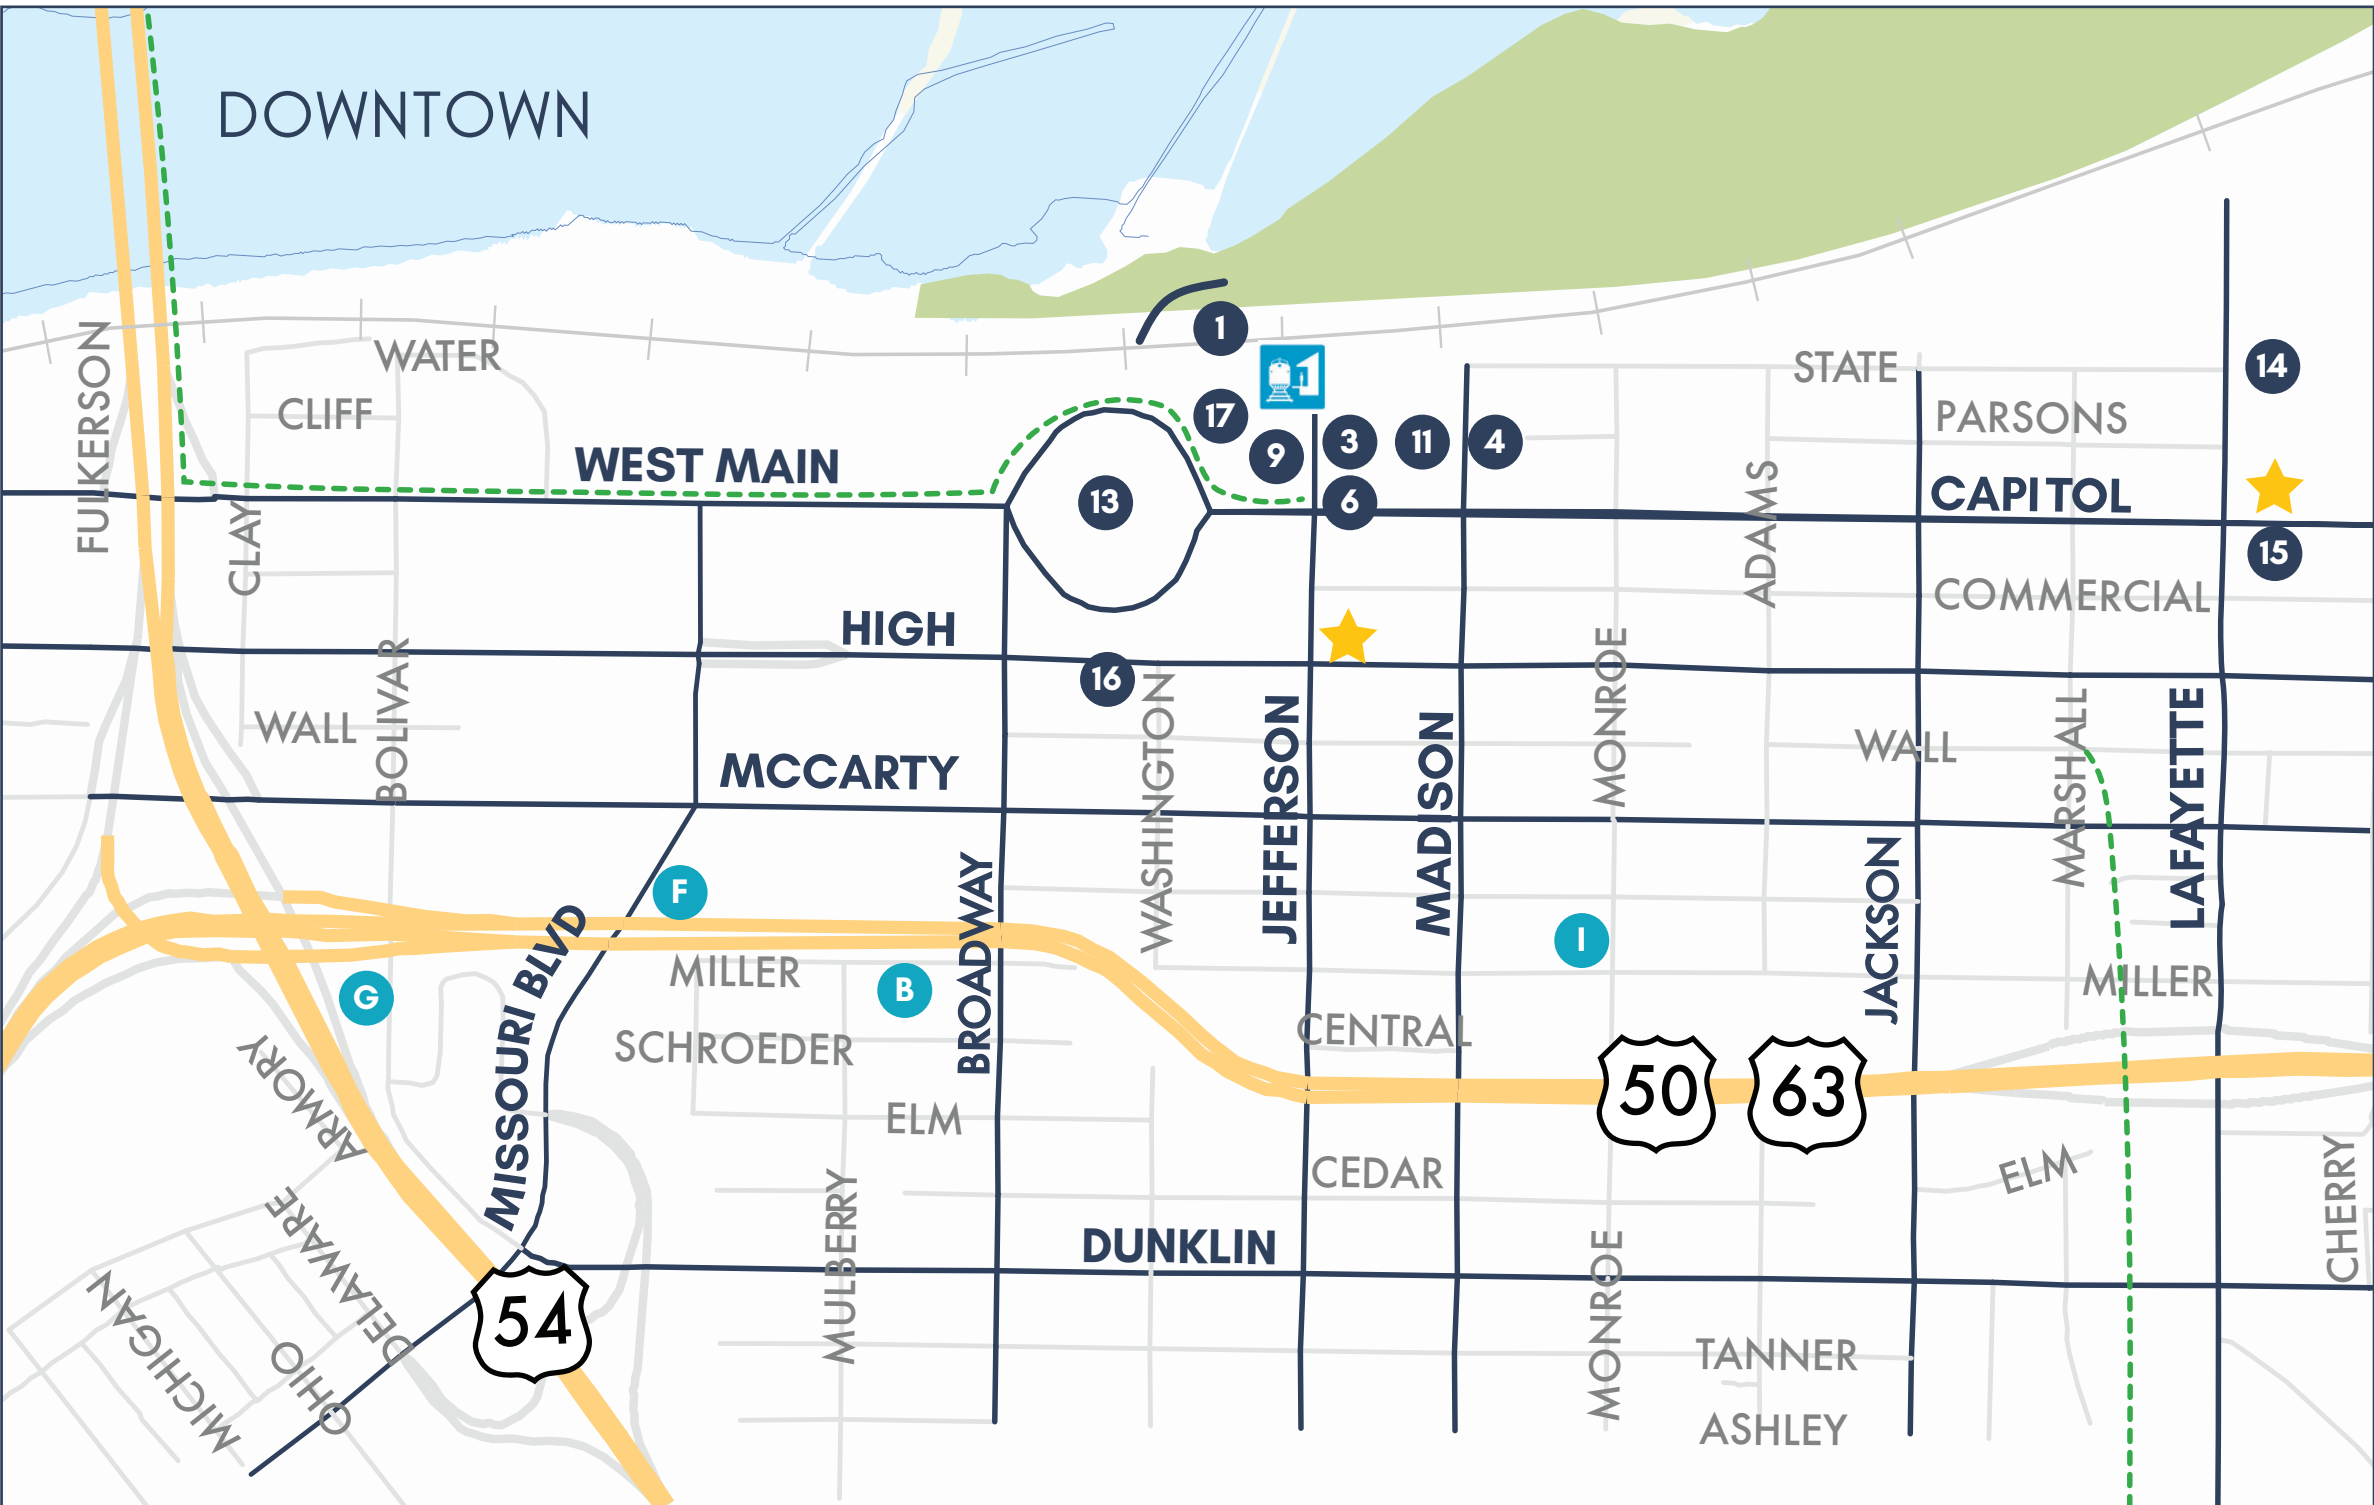 DOWNTOWN
1
WATER
STATE
14
FULKERSON
CLIFF
17
PARSONS
3
11
4
9
WEST MAIN
CAPITOL
13
6
ADAMS
CLAY
15
COMMERCIAL
HIGH
16
BOLIVAR
WALL
WASHINGTON
JEFFERSON
MADISON
MONROE
WALL
MARSHALL
LAFAYETTE
MCCARTY
F
BROADWAY
JACKSON
I
MISSOURI BLVD
MILLER
B
MILLER
G
SCHROEDER
CENTRAL
50
63
ARMORY
ELM
CEDAR
ELM
CHERRY
DELAWARE
MULBERRY
DUNKLIN
MONROE
54
MICHIGAN
OHIO
TANNER
ASHLEY